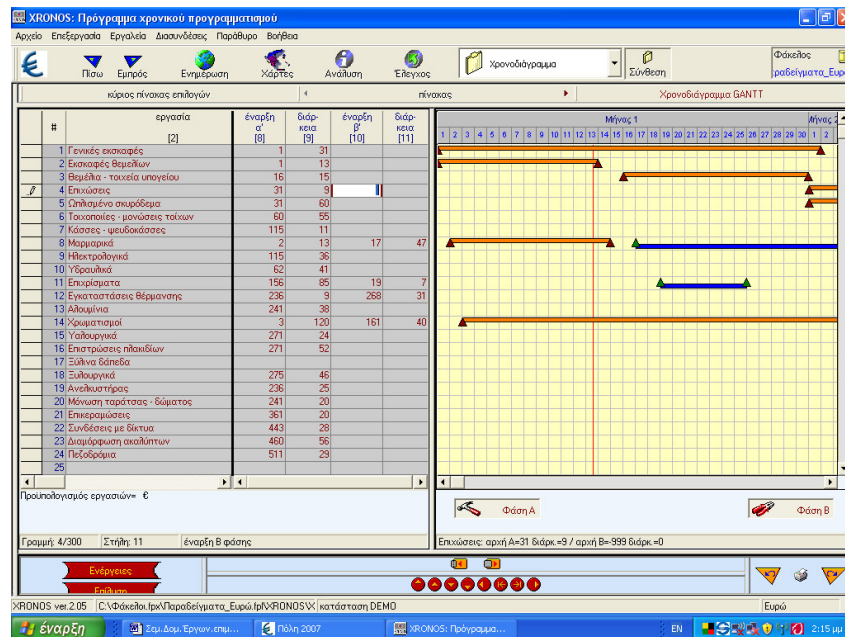 XRONOS: Πρόγραμμα χρονικού προγραμματισμού
Αρχείο Επεξεργασία Εργαλεία Διασυνδέσεις Παράθυρο Βοήθεια
Πίσω Εμπρός Ενημέρωση Χάρτες Ανάλυση Έλεγχος Χρονοδιάγραμμα Σύνθεση Φάκελος
ραδείγματα_Ευρώ
κύριος πίνακας επιλογών πίνακας Χρονοδιάγραμμα GANTT
# εργασία [2] έναρξη α' [8] διάρ-κεια [9] έναρξη β' [10] διάρ-κεια [11] Μήνας 1 Μήνας 2
1 2 3 4 5 6 7 8 9 10 11 12 13 14 15 16 17 18 19 20 21 22 23 24 25 26 27 28 29 30 1 2
1 Γενικές εκσκαφές 1 31
2 Εκσκαφές θεμελίων 1 13
3 Θεμέλια - τοιχεία υπογείου 16 15
4 Επιχώσεις 31 9
5 Ωπλισμένο σκυρόδεμα 31 60
6 Τοιχοποιίες - μονώσεις τοίχων 60 55
7 Κάσσες - ψευδοκάσσες 115 11
8 Μαρμαρικά 2 13 17 47
9 Ηλεκτρολογικά 115 36
10 Υδραυλικά 62 41
11 Επιχρίσματα 156 85 19 7
12 Εγκαταστάσεις θέρμανσης 236 9 268 31
13 Αλουμίνια 241 38
14 Χρωματισμοί 3 120 161 40
15 Υαλουργικά 271 24
16 Επιστρώσεις πλακιδίων 271 52
17 Ξύλινα δάπεδα
18 Ξυλουργικά 275 46
19 Ανελκυστήρας 236 25
20 Μόνωση ταράτσας - δώματος 241 20
21 Επικεραμώσεις 361 20
22 Συνδέσεις με δίκτυα 443 28
23 Διαμόρφωση ακαλύπτων 460 56
24 Πεζοδρόμια 511 29
25
Προϋπολογισμός εργασιών= €
Φάση Α Φάση Β
Γραμμή: 4/300 Στήλη: 11 έναρξη Β φάσης Επιχώσεις: αρχή Α=31 διάρκ.=9 / αρχή Β=-999 διάρκ.=0
Ενέργειες
Επίλυση
XRONOS ver.2.05 C:\Φάκελοι.fpx\Παραδείγματα_Ευρώ.fpl\XRONOS\X κατάσταση DEMO Ευρώ
έναρξη Σεμ.Δομ.Έργων.επιμ... Πόλη 2007 XRONOS: Πρόγραμμα... EN 2:15 μμ